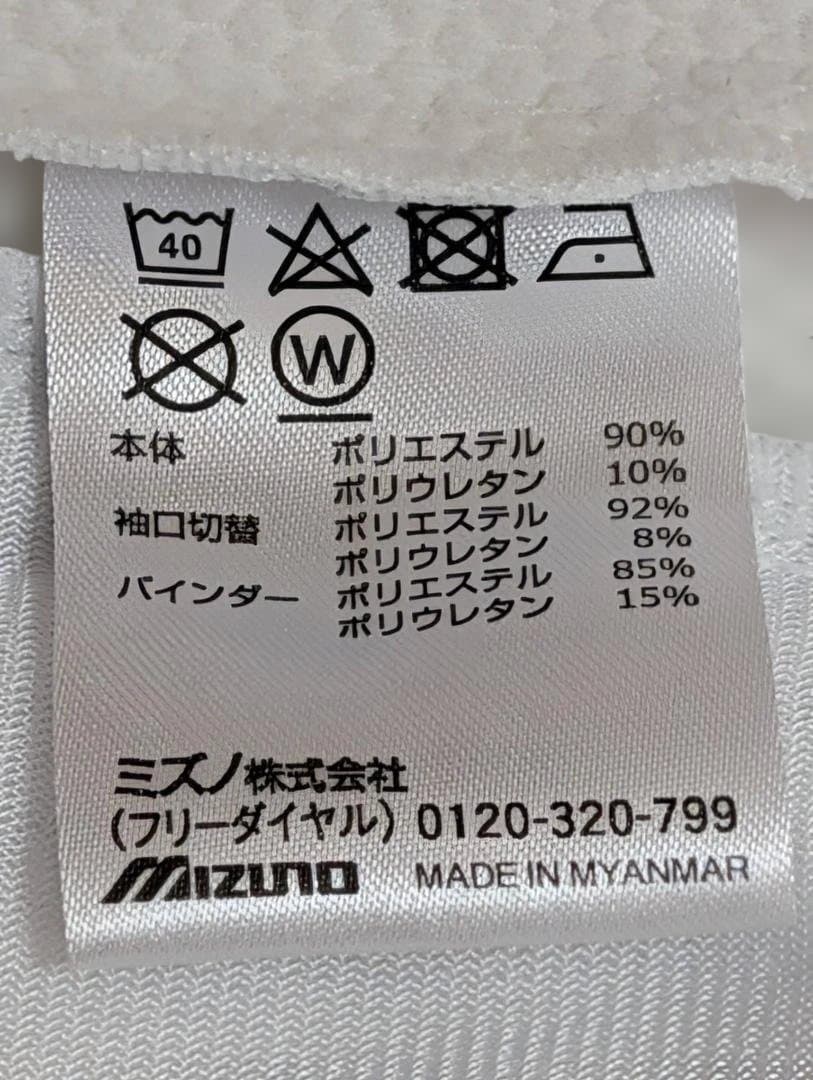 40
W
本体 ポリエステル 90%
ポリウレタン 10%
袖口切替 ポリエステル 92%
ポリウレタン 8%
バインダー ポリエステル 85%
ポリウレタン 15%
ミズノ株式会社
(フリーダイヤル) 0120-320-799
MIZUNO MADE IN MYANMAR